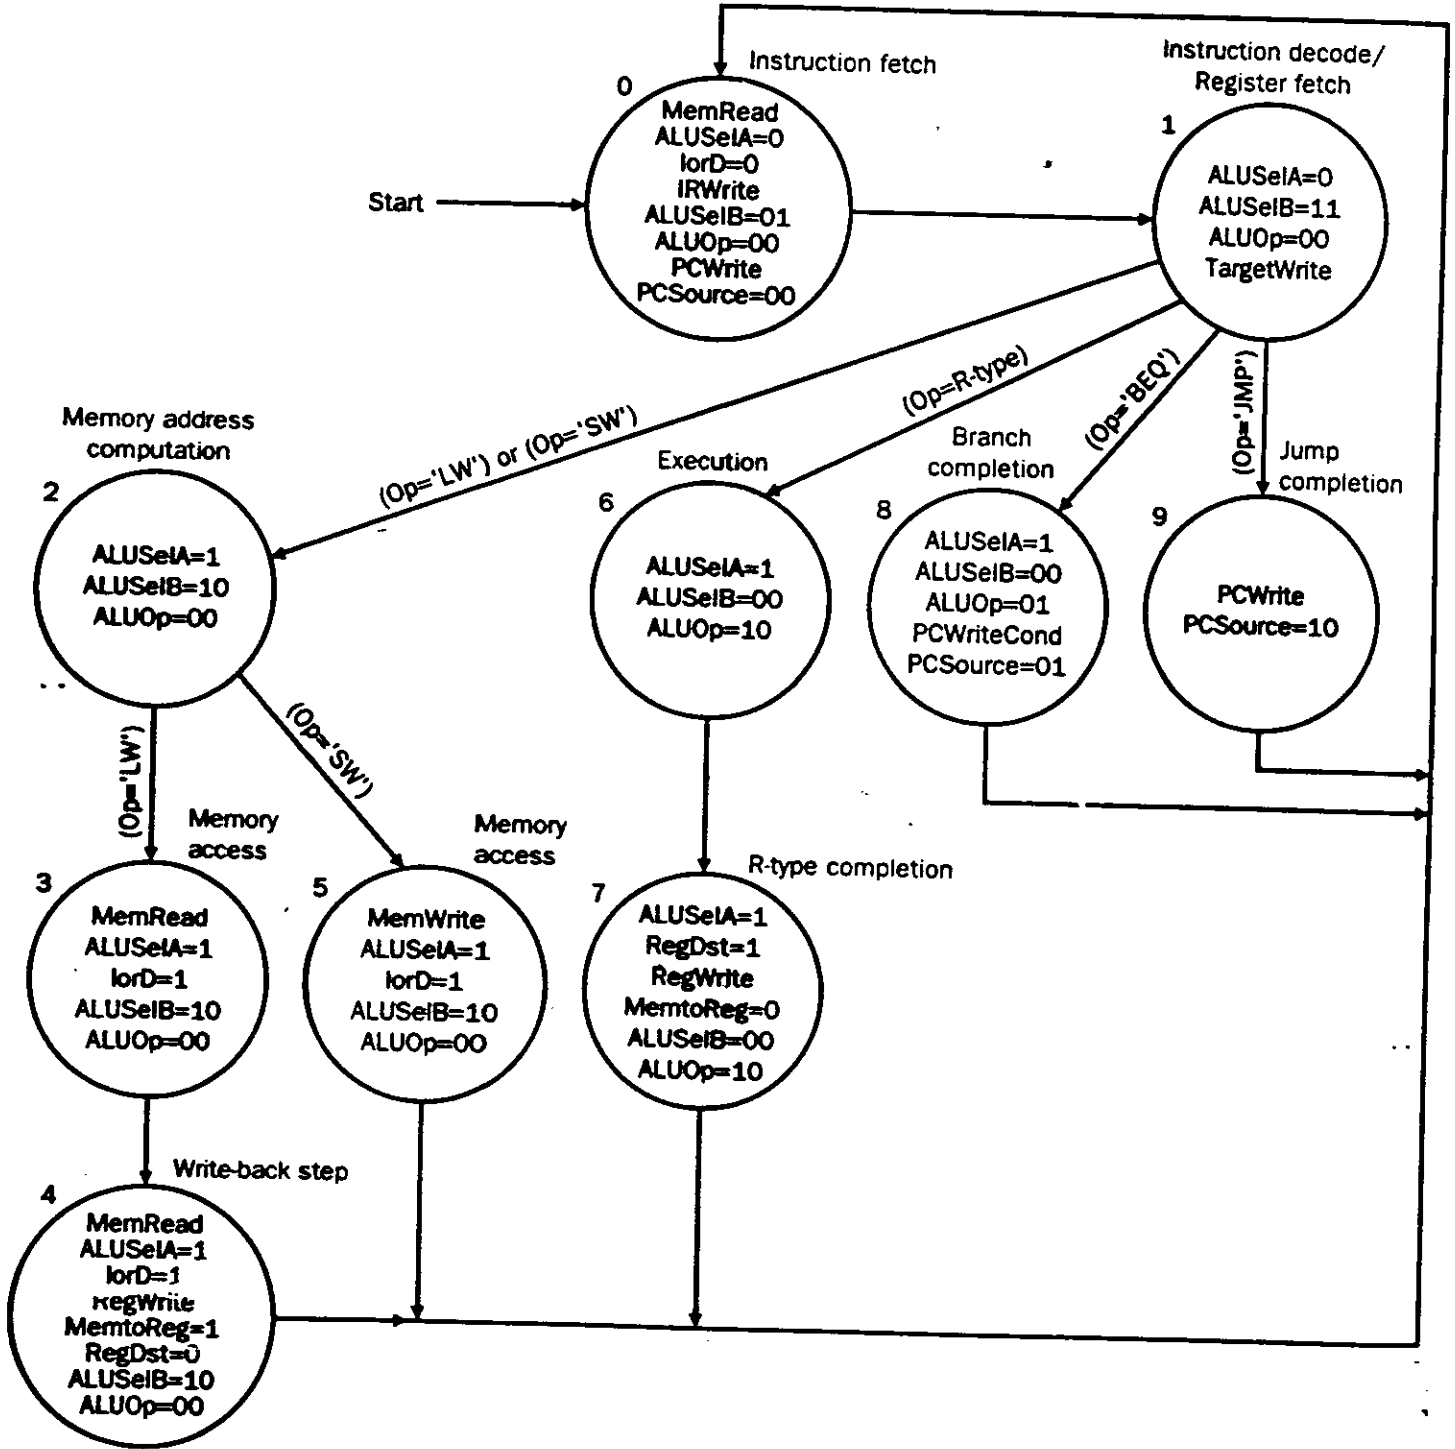 Instruction fetch
0
MemRead
ALUSelA=0
IorD=0
IRWrite
ALUSelB=01
ALUOp=00
PCWrite
PCSource=00
Start
Instruction decode/
Register fetch
1
ALUSelA=0
ALUSelB=11
ALUOp=00
TargetWrite
(Op='LW') or (Op='SW')
(Op=R-type)
(Op='BEQ')
(Op='JMP')
Memory address
computation
2
ALUSelA=1
ALUSelB=10
ALUOp=00
Execution
6
ALUSelA=1
ALUSelB=00
ALUOp=10
Branch
completion
8
ALUSelA=1
ALUSelB=00
ALUOp=01
PCWriteCond
PCSource=01
Jump
completion
9
PCWrite
PCSource=10
(Op='LW')
(Op='SW')
Memory
access
3
MemRead
ALUSelA=1
IorD=1
ALUSelB=10
ALUOp=00
Memory
access
5
MemWrite
ALUSelA=1
IorD=1
ALUSelB=10
ALUOp=00
R-type completion
7
ALUSelA=1
RegDst=1
RegWrite
MemtoReg=0
ALUSelB=00
ALUOp=10
Write-back step
4
MemRead
ALUSelA=1
IorD=1
RegWrite
MemtoReg=1
RegDst=0
ALUSelB=10
ALUOp=00